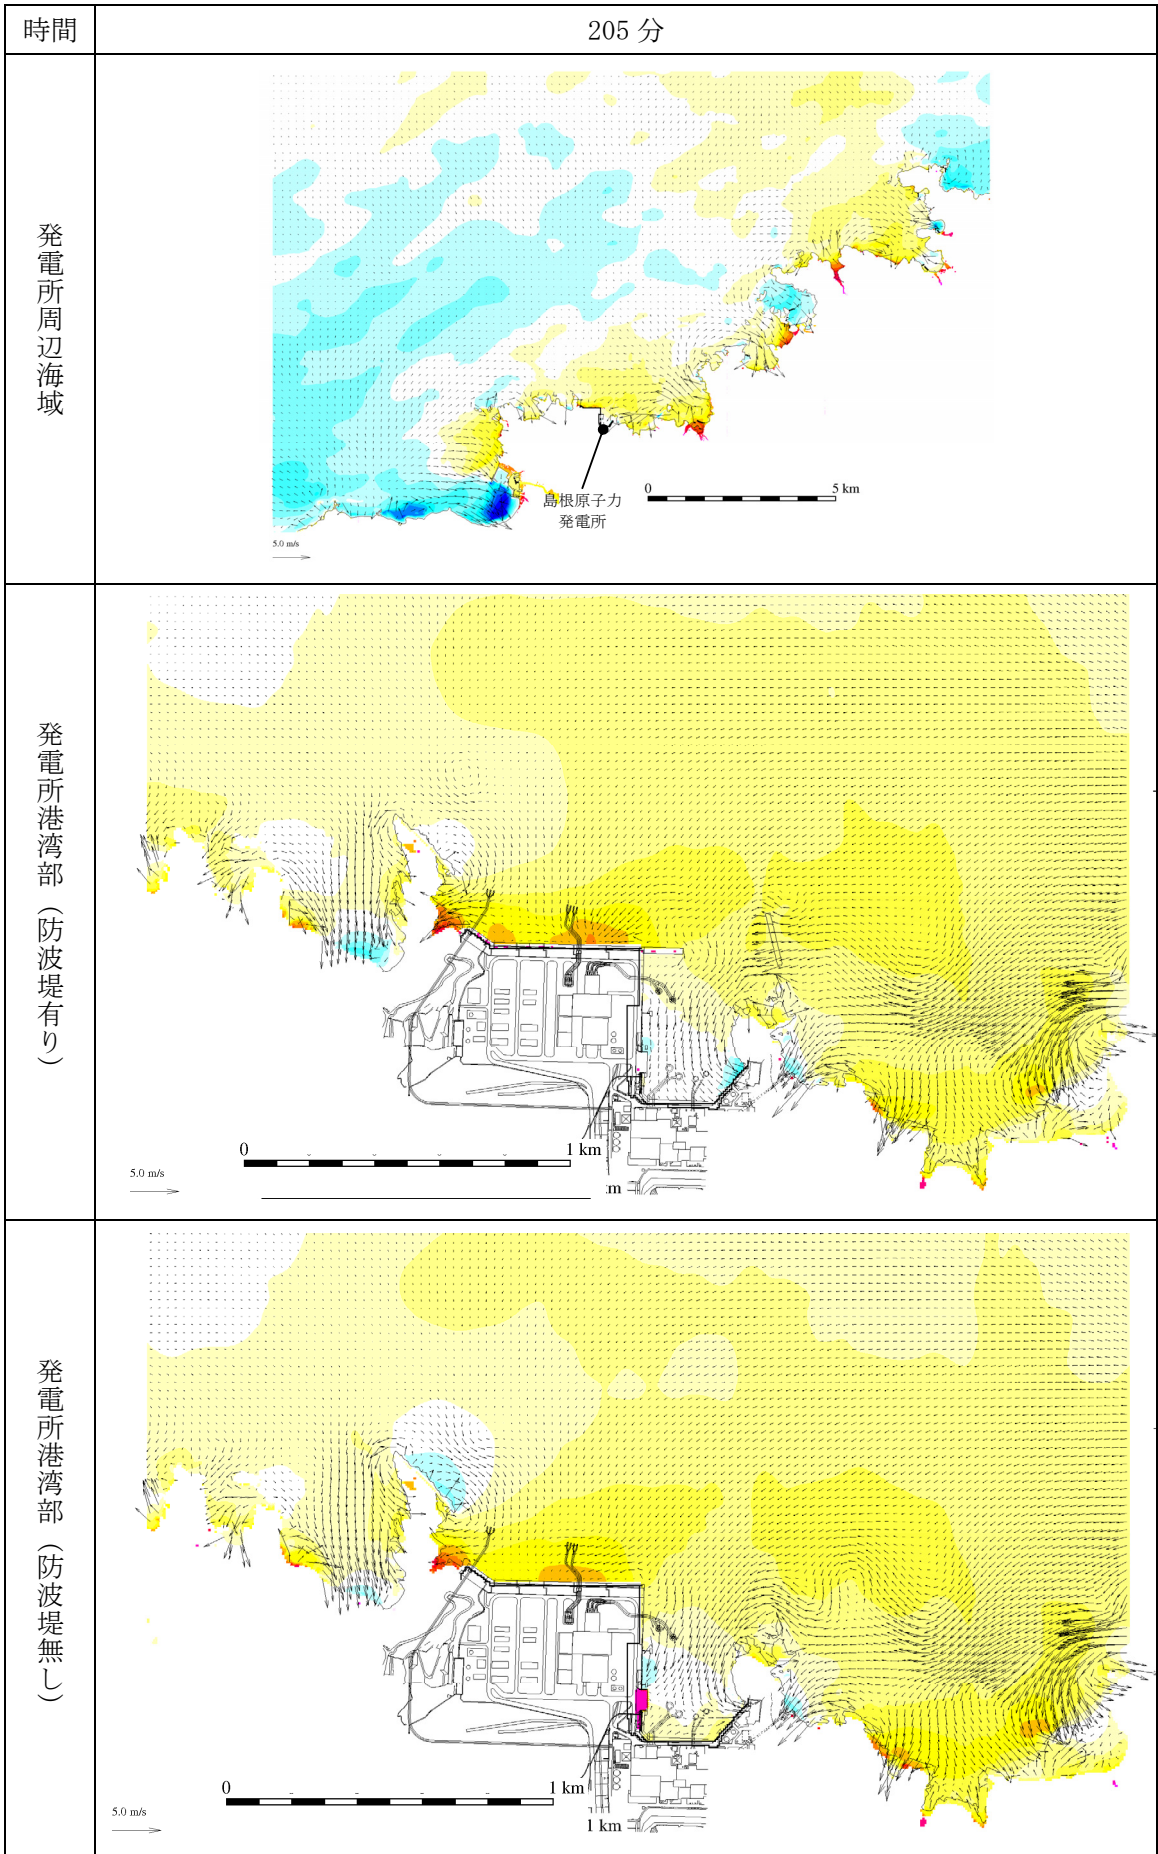 時間
205 分
発電所周辺海域
島根原子力
発電所
0
5 km
5.0 m/s
発電所港湾部（防波堤有り）
0
1 km
5.0 m/s
m
発電所港湾部（防波堤無し）
0
1 km
5.0 m/s
1 km